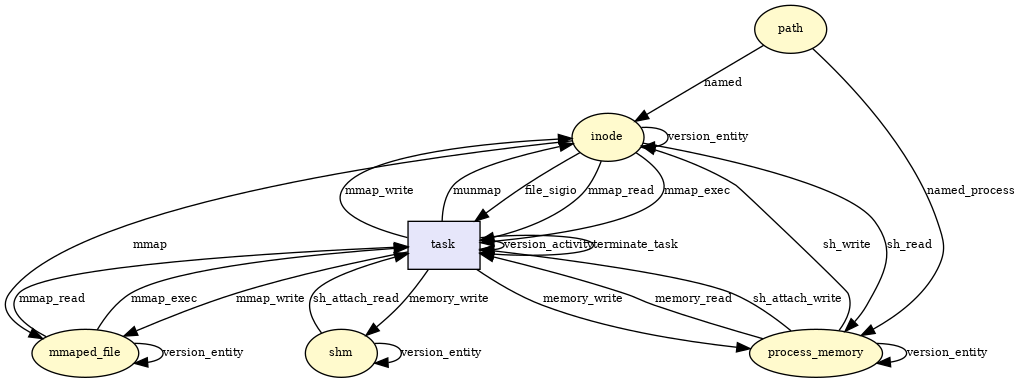 path
named
inode
version_entity
mmap_write
munmap
file_sigio
mmap_read
mmap_exec
named_process
task
version_activity
terminate_task
mmap
sh_write
sh_read
mmap_read
mmap_exec
mmap_write
sh_attach_read
memory_write
memory_write
memory_read
sh_attach_write
mmaped_file
version_entity
shm
version_entity
process_memory
version_entity